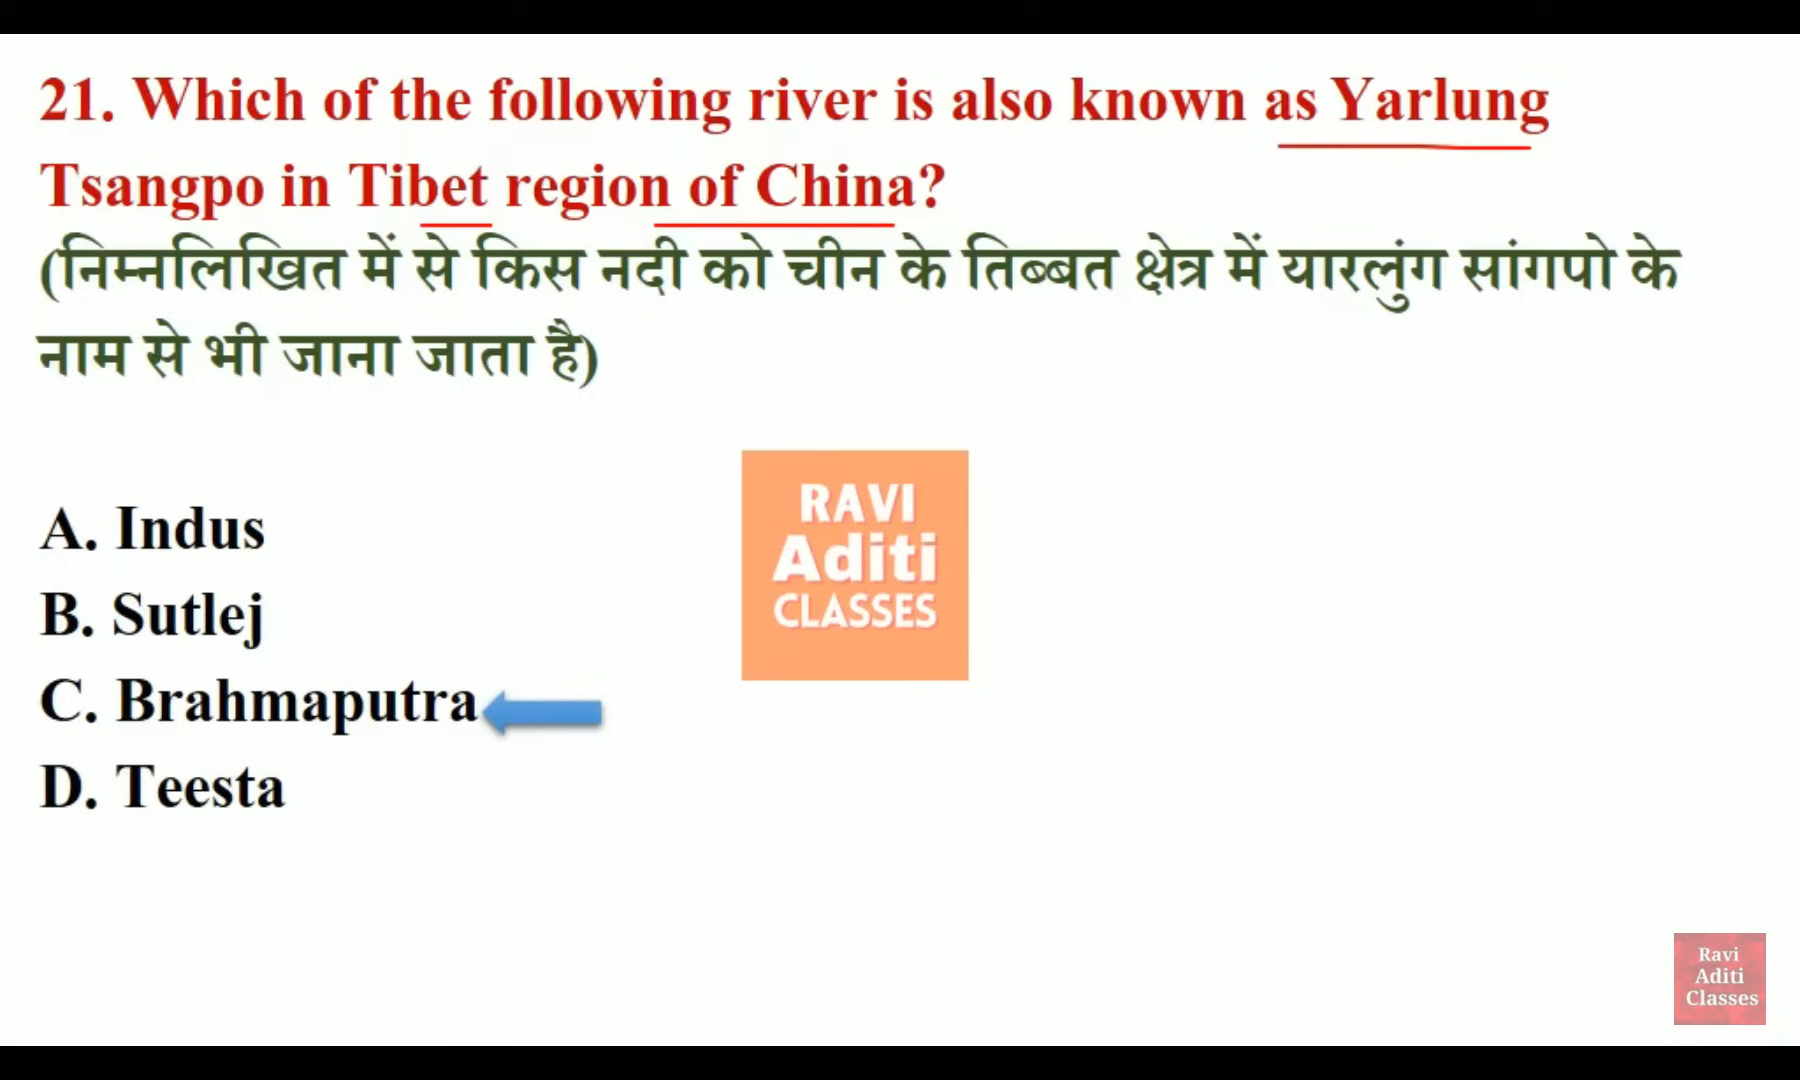 21. Which of the following river is also known as Yarlung
Tsangpo in Tibet region of China?
(निम्नलिखित में से किस नदी को चीन के तिब्बत क्षेत्र में यारलुंग सांगपो के
नाम से भी जाना जाता है)
A. Indus
B. Sutlej
C. Brahmaputra
D. Teesta
RAVI
Aditi
CLASSES
Ravi
Aditi
Classes